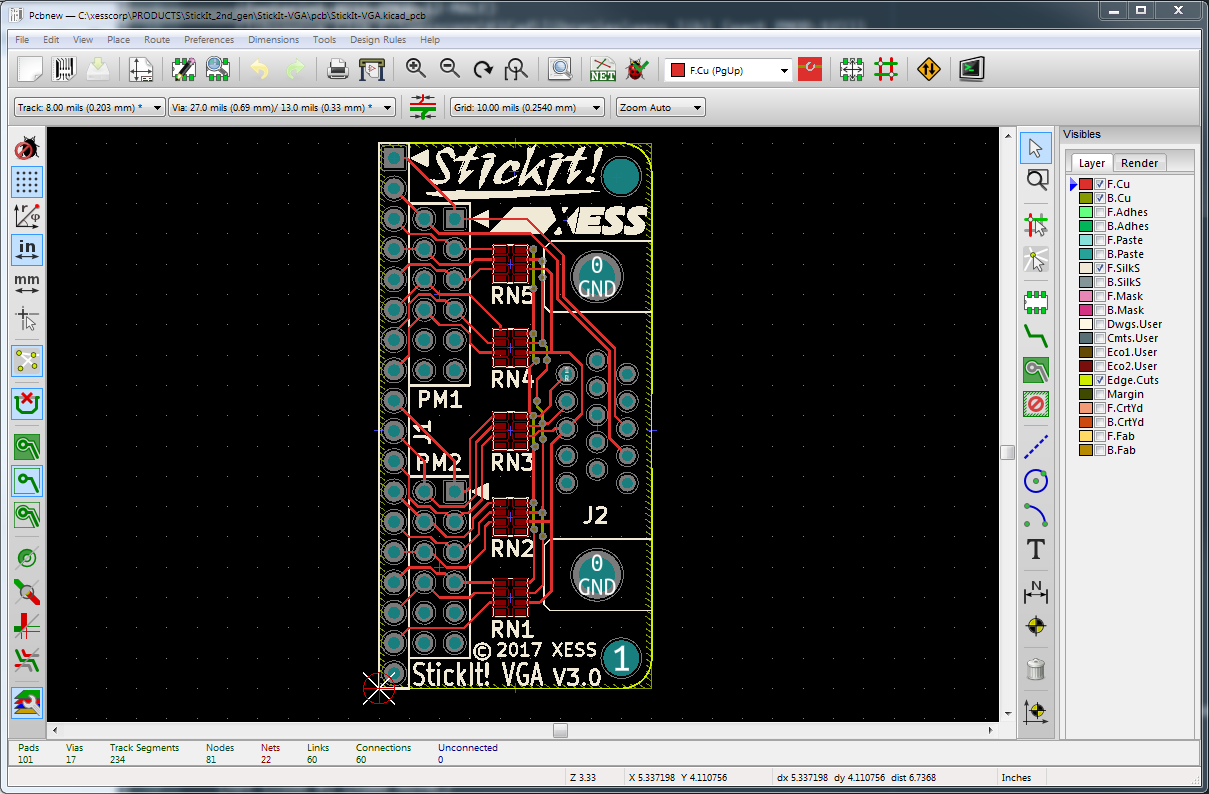 Pcbnew — C:\xesscorp\PRODUCTS\StickIt_2nd_gen\StickIt-VGA\pcb\StickIt-VGA.kicad_pcb
File Edit View Place Route Preferences Dimensions Tools Design Rules Help
NET
F.Cu (PgUp)
Track: 8.00 mils (0.203 mm) *
Via: 27.0 mils (0.69 mm)/ 13.0 mils (0.33 mm) *
Grid: 10.00 mils (0.2540 mm)
Zoom Auto
in
mm
StickIt!
XESS
0
GND
RN5
RN4
PM1
J1
PM2
RN3
J2
RN2
0
GND
RN1
© 2017 XESS
1
StickIt! VGA V3.0
T
N
Visibles
Layer Render
F.Cu
B.Cu
F.Adhes
B.Adhes
F.Paste
B.Paste
F.SilkS
B.SilkS
F.Mask
B.Mask
Dwgs.User
Cmts.User
Eco1.User
Eco2.User
Edge.Cuts
Margin
F.CrtYd
B.CrtYd
F.Fab
B.Fab
Pads Vias Track Segments Nodes Nets Links Connections Unconnected
101 17 234 81 22 60 60 0
Z 3.33 X 5.337198 Y 4.110756 dx 5.337198 dy 4.110756 dist 6.7368 Inches